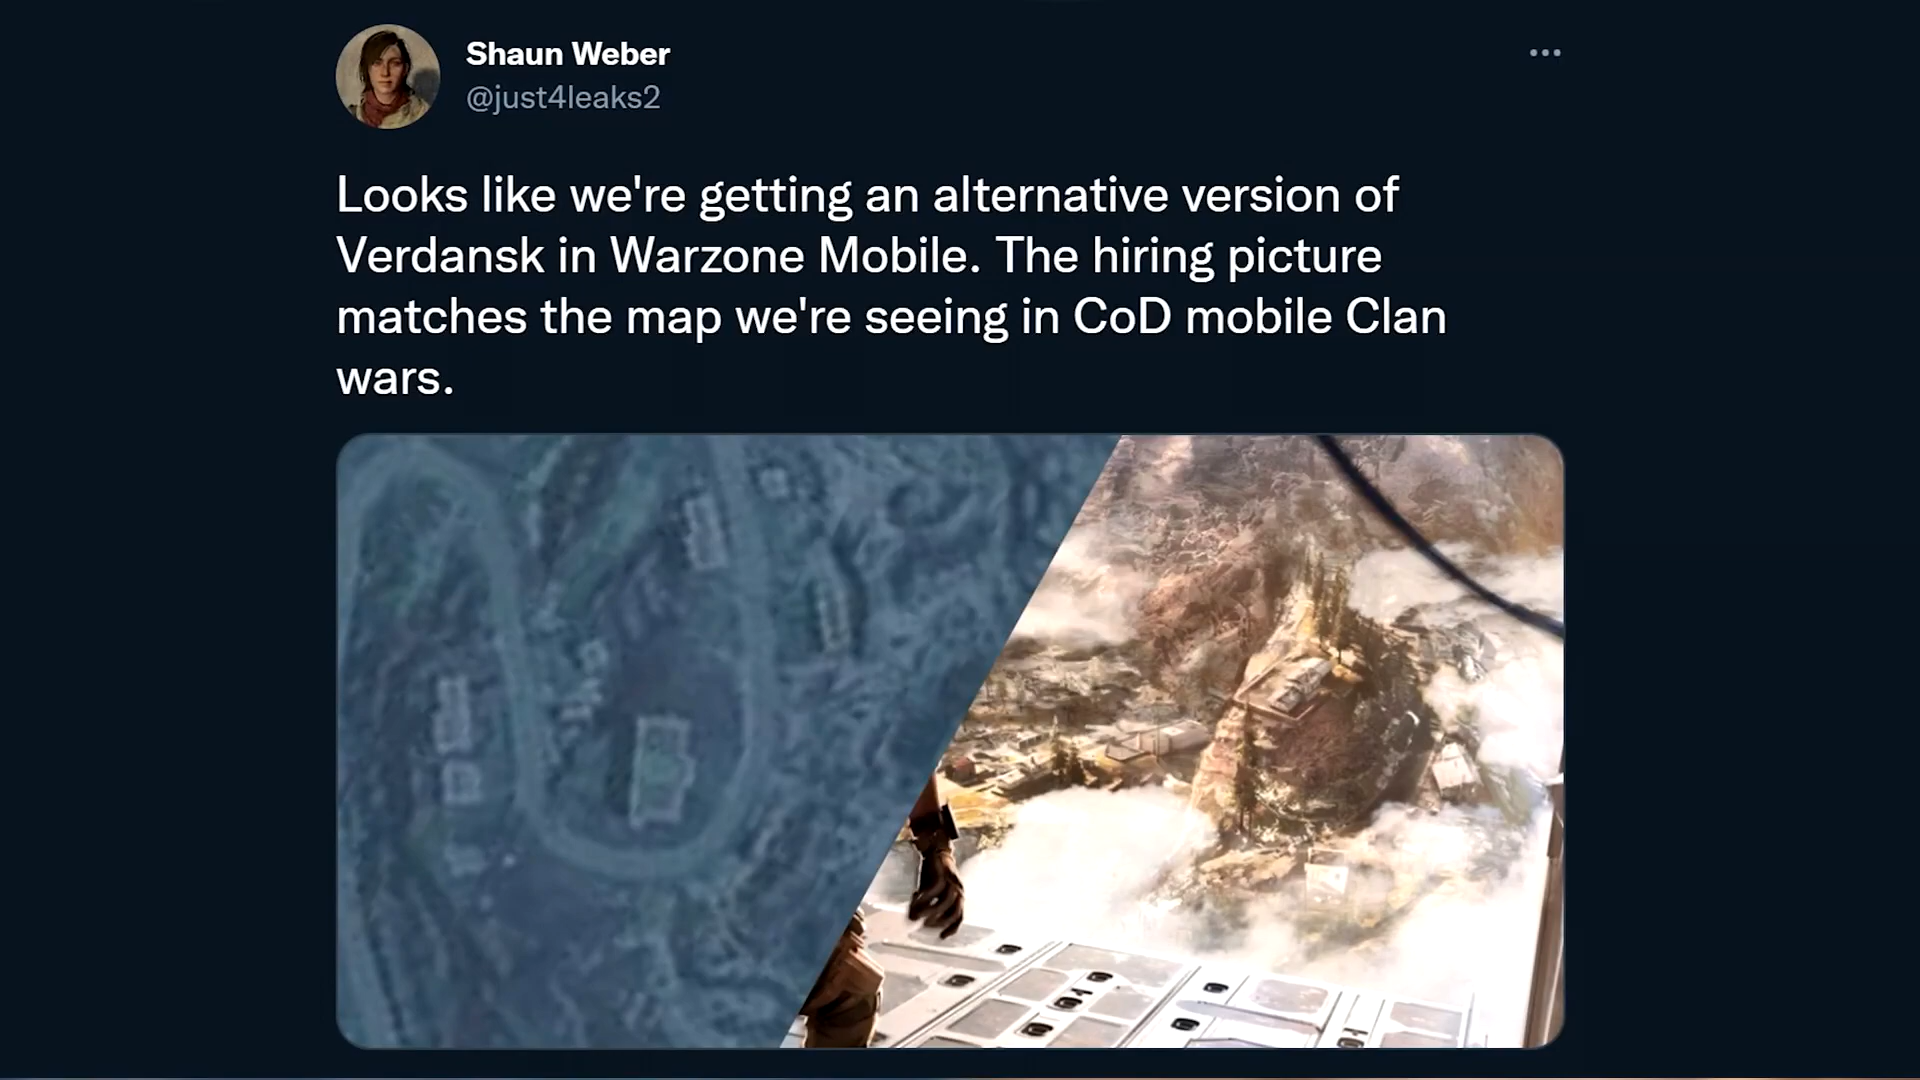 Shaun Weber
@just4leaks2
Looks like we're getting an alternative version of
Verdansk in Warzone Mobile. The hiring picture
matches the map we're seeing in CoD mobile Clan
wars.